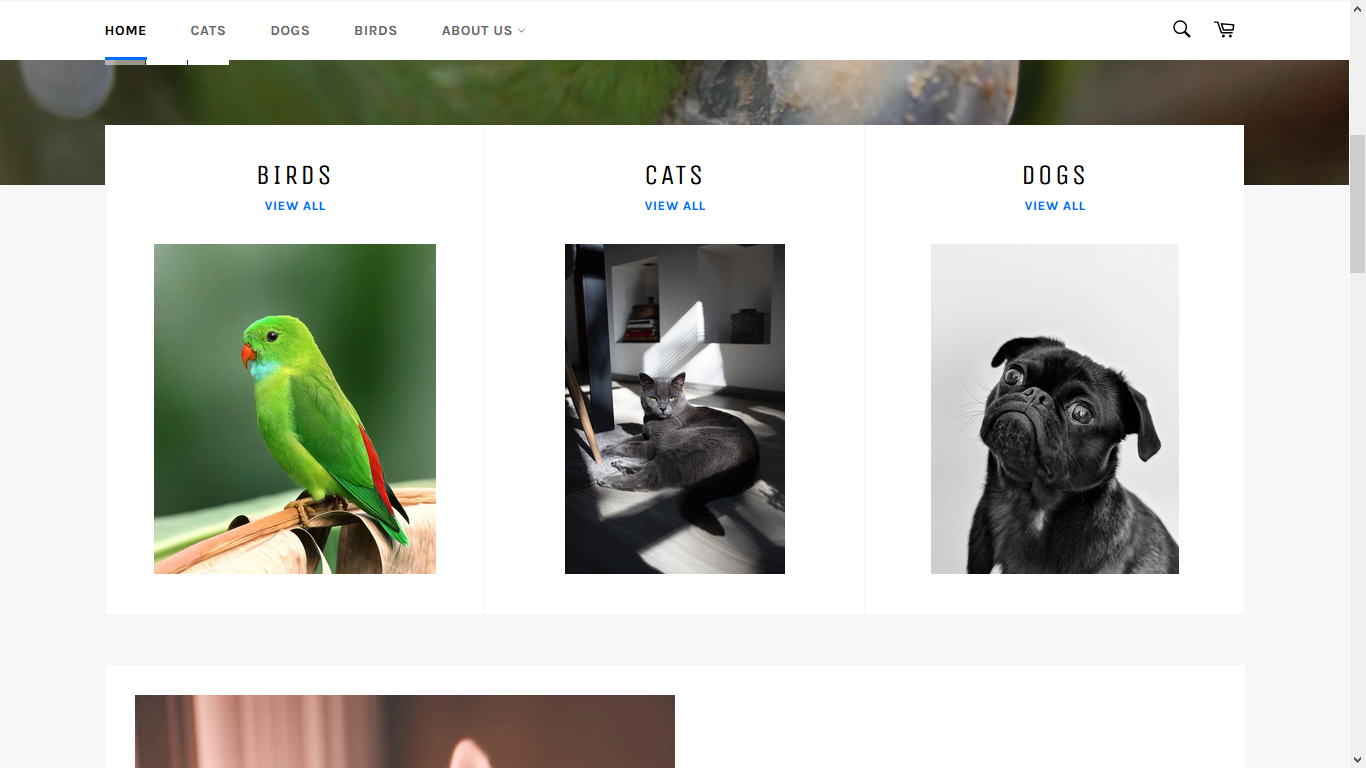 HOME CATS DOGS BIRDS ABOUT US
BIRDS
VIEW ALL
CATS
VIEW ALL
DOGS
VIEW ALL